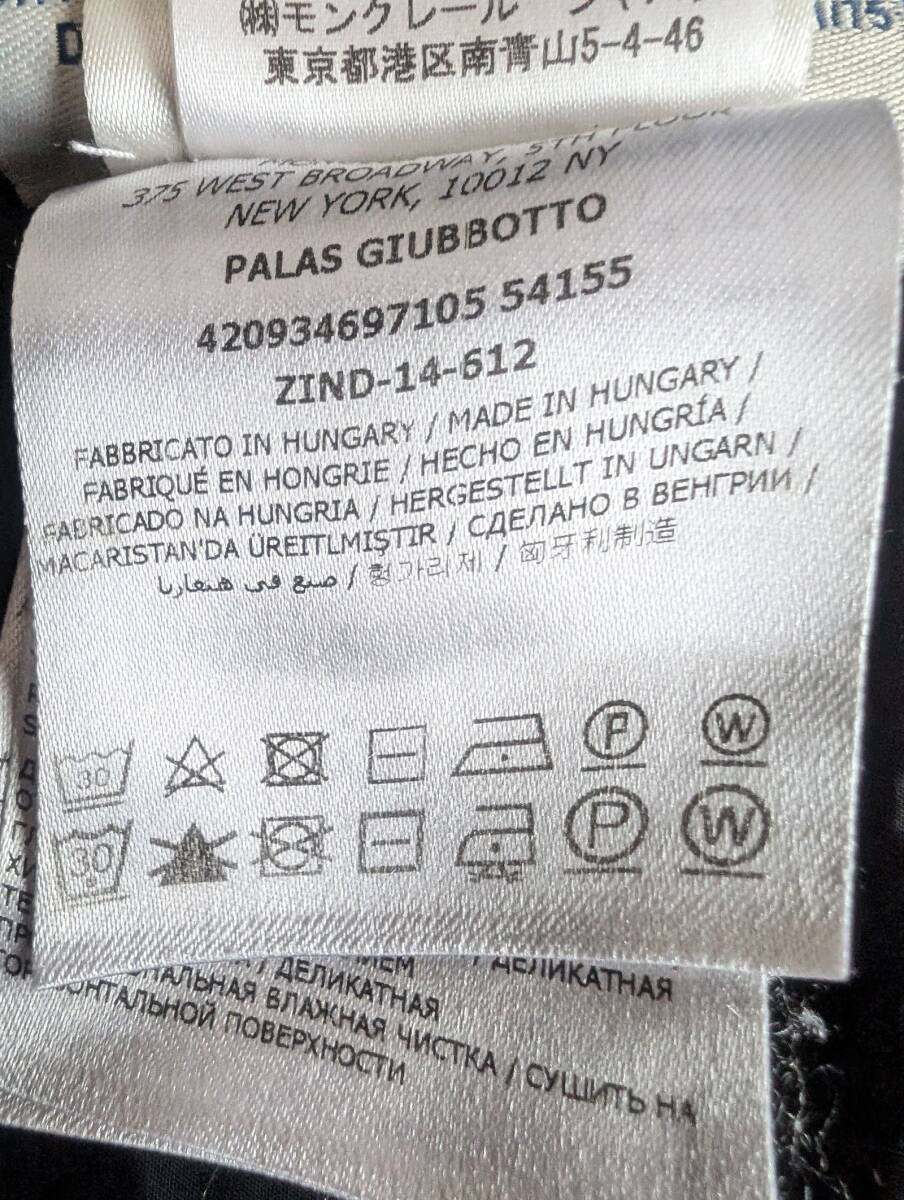 ㈱モンクレール
東京都港区南青山5-4-46
375 WEST BROADWAY, 5TH FLOOR
NEW YORK, 10012 NY
PALAS GIUBBOTTO
420934697105 54155
ZIND-14-612
FABBRICATO IN HUNGARY / MADE IN HUNGARY /
FABRIQUÉ EN HONGRIE / HECHO EN HUNGRÍA /
FABRICADO NA HUNGRIA / HERGESTELLT IN UNGARN /
MACARISTAN'DA ÜREITLMIŞTIR / СДЕЛАНО В ВЕНГРИИ /
صنع في هنغاريا / 헝가리제 / 匈牙利制造
30 P W
30 P W
ДЕЛИКАТНАЯ
/ ДЕЛИКАТНАЯ
ВЛАЖНАЯ ЧИСТКА / СУШИТЬ НА
ПОВЕРХНОСТИ